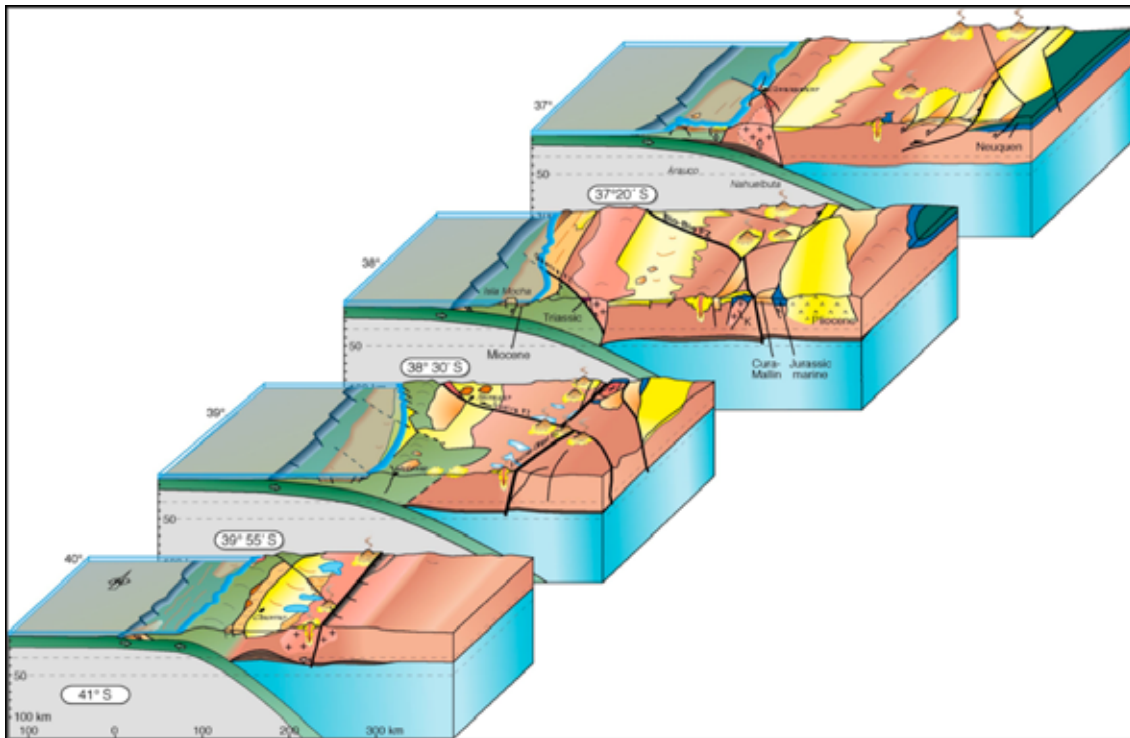 37°
50
Arauco
Nahuelbuta
Neuquen
37°20' S
38°
Isla Mocha
Triassic
Miocene
50
K
Pliocene
Cura-
Mallin
Jurassic
marine
38° 30' S
39°
50
39° 55' S
40°
Osorno
50
41° S
100 km
100
0
100
200
300 km